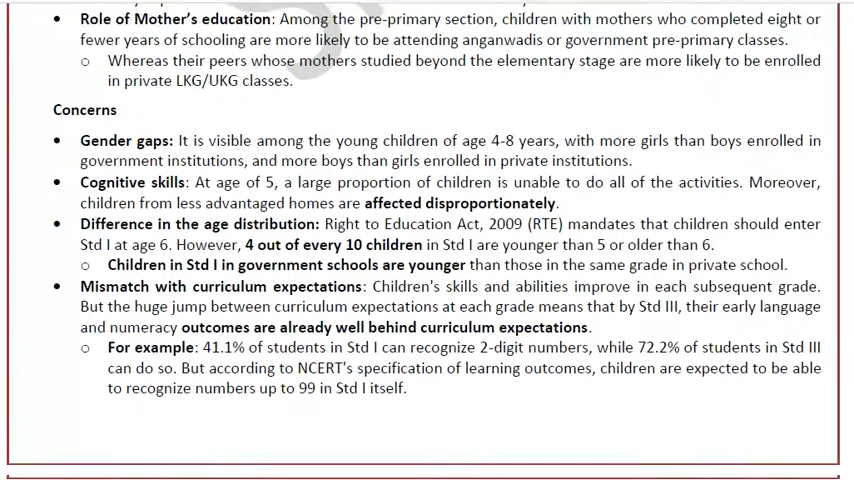 • Role of Mother's education: Among the pre-primary section, children with mothers who completed eight or
fewer years of schooling are more likely to be attending anganwadis or government pre-primary classes.
o Whereas their peers whose mothers studied beyond the elementary stage are more likely to be enrolled
in private LKG/UKG classes.
Concerns
• Gender gaps: It is visible among the young children of age 4-8 years, with more girls than boys enrolled in
government institutions, and more boys than girls enrolled in private institutions.
• Cognitive skills: At age of 5, a large proportion of children is unable to do all of the activities. Moreover,
children from less advantaged homes are affected disproportionately.
• Difference in the age distribution: Right to Education Act, 2009 (RTE) mandates that children should enter
Std I at age 6. However, 4 out of every 10 children in Std I are younger than 5 or older than 6.
o Children in Std I in government schools are younger than those in the same grade in private school.
• Mismatch with curriculum expectations: Children's skills and abilities improve in each subsequent grade.
But the huge jump between curriculum expectations at each grade means that by Std III, their early language
and numeracy outcomes are already well behind curriculum expectations.
o For example: 41.1% of students in Std I can recognize 2-digit numbers, while 72.2% of students in Std III
can do so. But according to NCERT's specification of learning outcomes, children are expected to be able
to recognize numbers up to 99 in Std I itself.